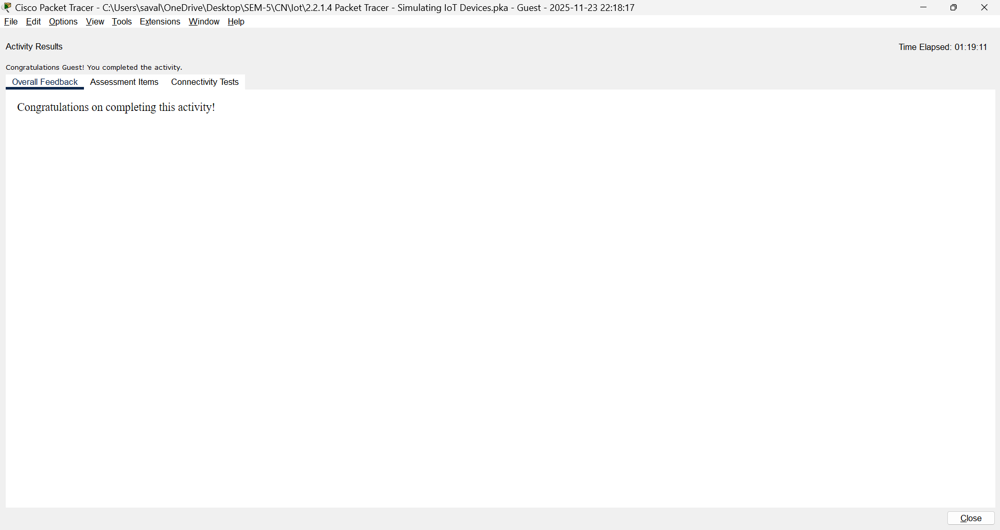 Cisco Packet Tracer - C:\Users\saval\OneDrive\Desktop\SEM-5\CN\Iot\2.2.1.4 Packet Tracer - Simulating IoT Devices.pka - Guest - 2025-11-23 22:18:17
File Edit Options View Tools Extensions Window Help
Activity Results
Time Elapsed: 01:19:11
Congratulations Guest! You completed the activity.
Overall Feedback Assessment Items Connectivity Tests
Congratulations on completing this activity!
Close